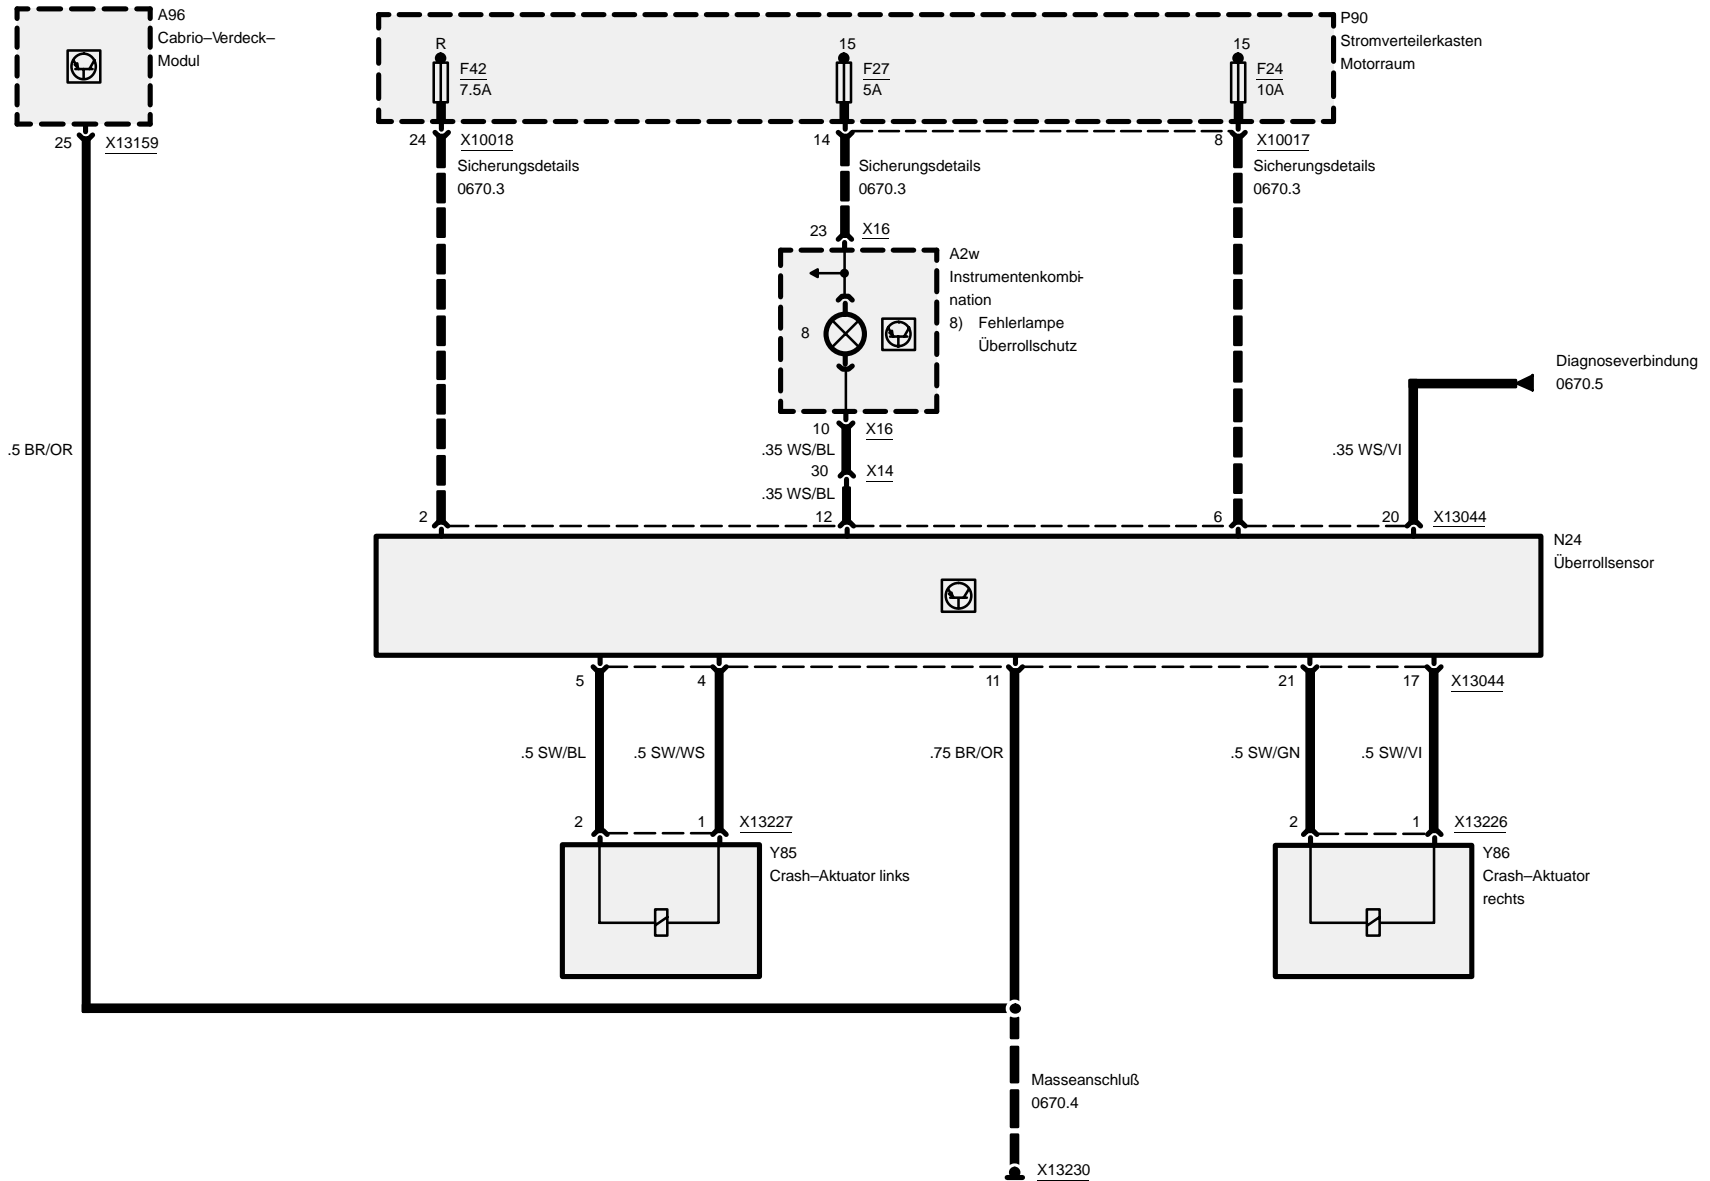 A96
Cabrio–Verdeck–
Modul
25 X13159
.5 BR/OR
P90
Stromverteilerkasten
Motorraum
R
F42
7.5A
15
F27
5A
15
F24
10A
24 X10018
Sicherungsdetails
0670.3
14
Sicherungsdetails
0670.3
8 X10017
Sicherungsdetails
0670.3
23 X16
A2w
Instrumentenkombi-
nation
8) Fehlerlampe
Überrollschutz
8
10 X16
.35 WS/BL
30 X14
.35 WS/BL
Diagnoseverbindung
0670.5
.35 WS/VI
2
12
6
20 X13044
N24
Überrollsensor
5
4
11
21
17 X13044
.5 SW/BL
.5 SW/WS
.75 BR/OR
.5 SW/GN
.5 SW/VI
2
1 X13227
Y85
Crash–Aktuator links
2
1 X13226
Y86
Crash–Aktuator
rechts
Masseanschluß
0670.4
X13230